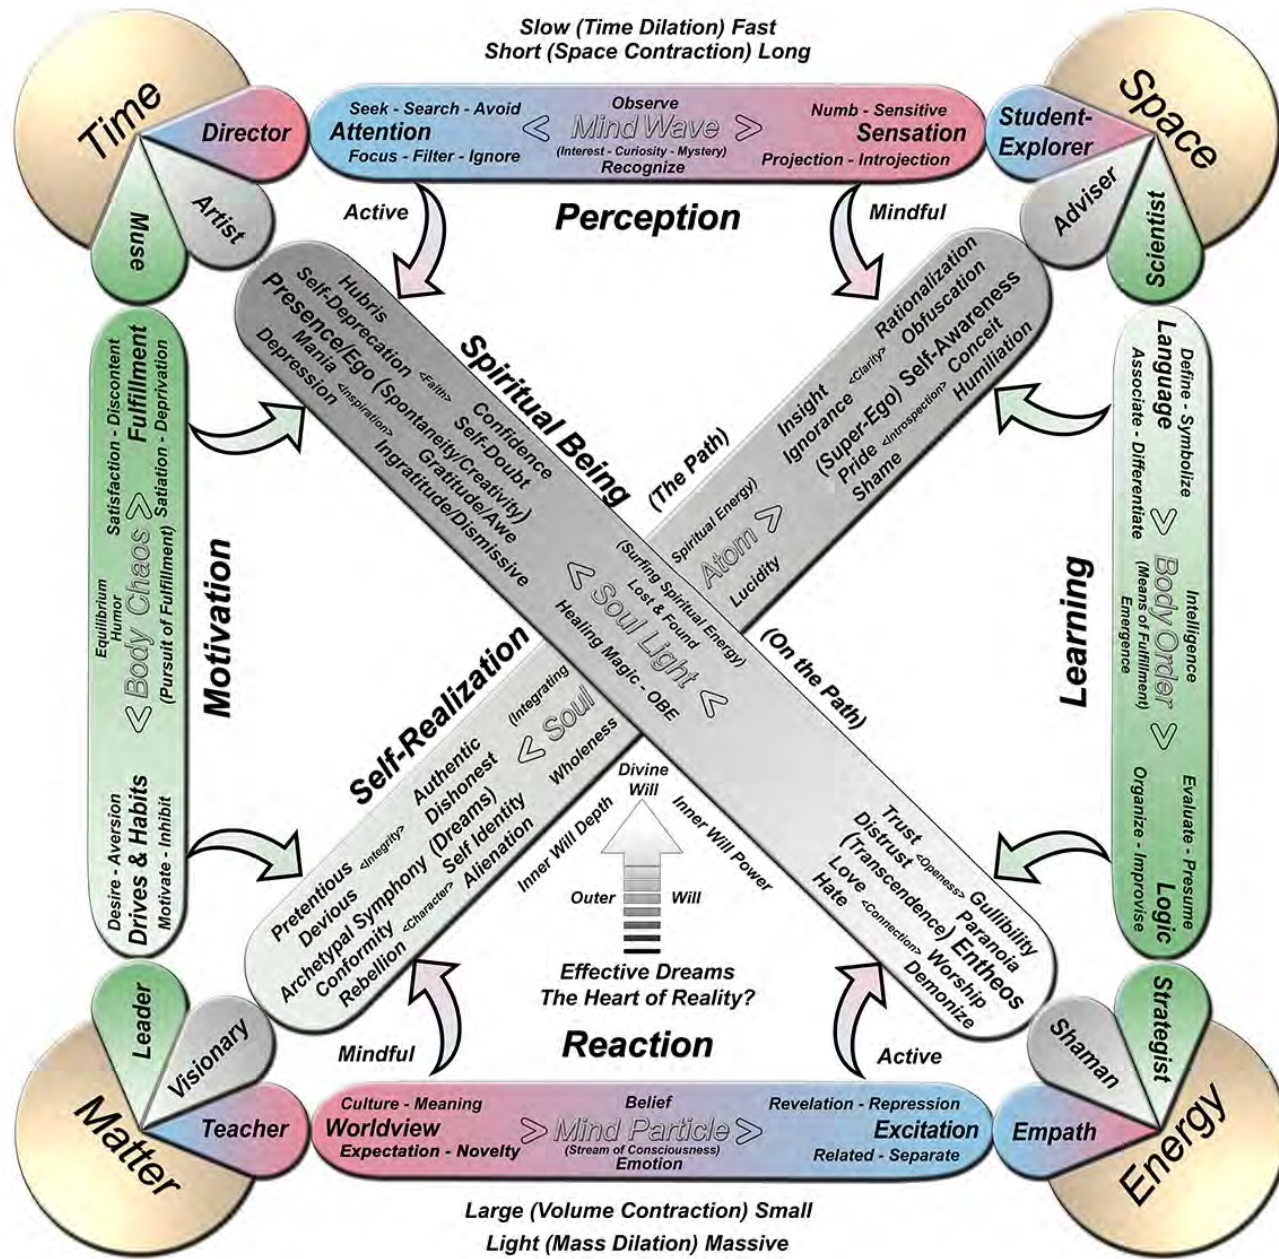 Slow (Time Dilation) Fast
Short (Space Contraction) Long
Time
Director
Artist
Muse
Seek - Search - Avoid
Attention
Focus - Filter - Ignore
Observe
< Mind Wave >
(Interest - Curiosity - Mystery)
Recognize
Numb - Sensitive
Sensation
Projection - Introjection
Space
Student-
Explorer
Adviser
Scientist
Active
Perception
Mindful
Satisfaction - Discontent
Fulfillment
Satiation - Deprivation
Equilibrium
Humor
< Body Chaos >
(Pursuit of Fulfillment)
Desire - Aversion
Drives & Habits
Motivate - Inhibit
Motivation
Hubris
Self-Deprecation <Faith> Confidence
Self-Doubt
Presence/Ego (Spontaneity/Creativity)
Mania <Inspiration> Gratitude/Awe
Depression
Ingratitude/Dismissive
Spiritual Being
(Surfing Spiritual Energy)
Lost & Found
< Soul Light <
Healing Magic - OBE
(On the Path)
Trust
Distrust <Openess> Gullibility
Paranoia
(Transcendence) Entheos
Love <Connection> Worship
Hate
Demonize
Rationalization
Insight <Clarity> Obfuscation
Ignorance
(Super-Ego) Self-Awareness
Pride <Introspection> Conceit
Shame
Humiliation
(The Path)
Spiritual Energy)
Atom >
Lucidity
Self-Realization
(Integrating
< Soul
Wholeness
Authentic
Pretentious <Integrity> Dishonest
Devious
Archetypal Symphony (Dreams)
Self Identity
Conformity <Character> Alienation
Rebellion
Define - Symbolize
Language
Associate - Differentiate
Intelligence
> Body Order >
(Means of Fulfillment)
Emergence
Evaluate - Presume
Logic
Organize - Improvise
Learning
Divine
Will
Inner Will Depth
Inner Will Power
Outer Will
Effective Dreams
The Heart of Reality?
Mindful
Reaction
Active
Leader
Visionary
Teacher
Matter
Culture - Meaning
Worldview
Expectation - Novelty
Belief
> Mind Particle >
(Stream of Consciousness)
Emotion
Revelation - Repression
Excitation
Related - Separate
Strategist
Shaman
Empath
Energy
Large (Volume Contraction) Small
Light (Mass Dilation) Massive